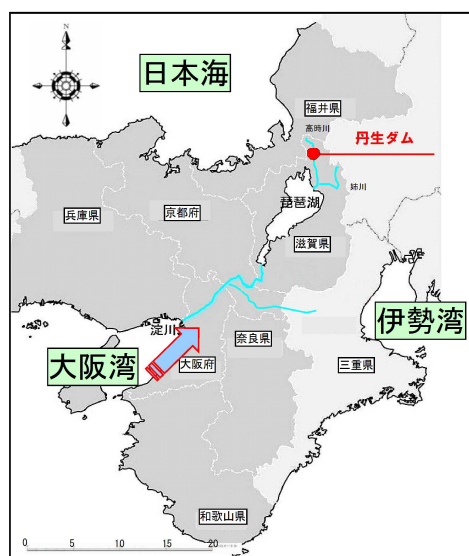 N
日本海
福井県
高時川
丹生ダム
姉川
琵琶湖
兵庫県
京都府
滋賀県
伊勢湾
淀川
奈良県
大阪湾
大阪府
三重県
和歌山県
0 5 10 15 20